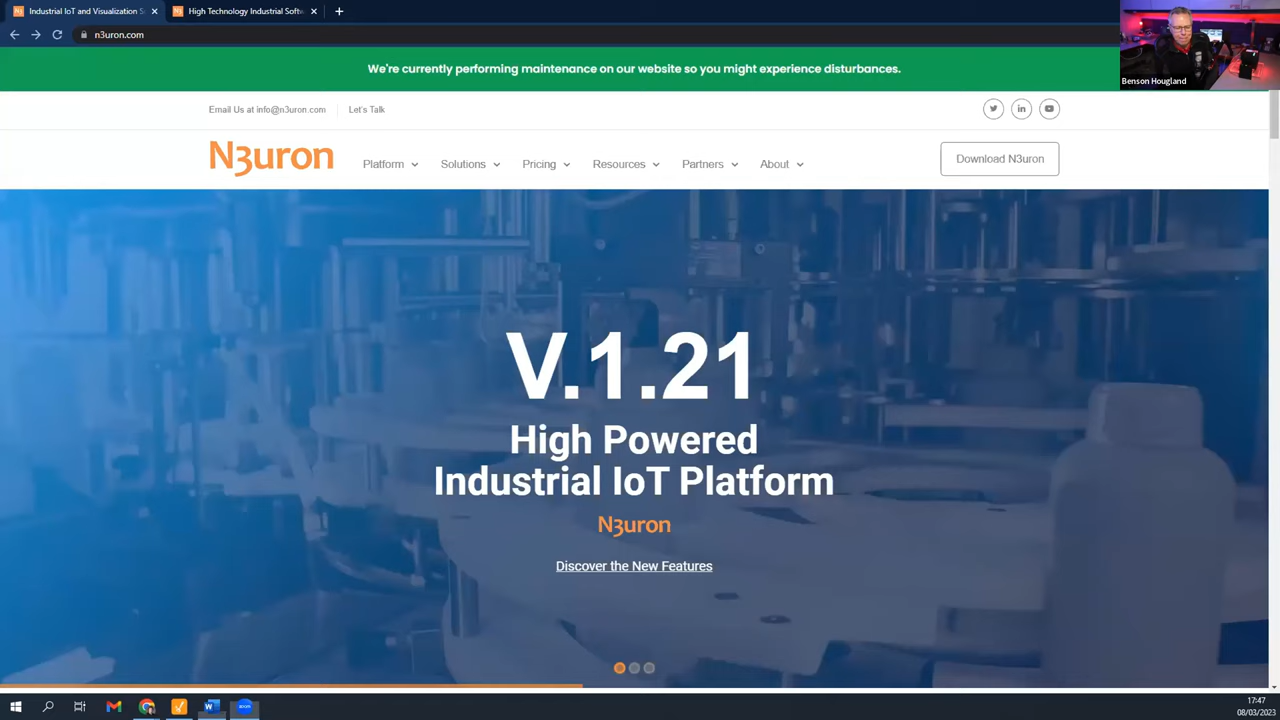 Industrial IoT and Visualization S
High Technology Industrial Softw
n3uron.com
Benson Hougland
We're currently performing maintenance on our website so you might experience disturbances.
Email Us at info@n3uron.com
Let's Talk
N3uron
Platform
Solutions
Pricing
Resources
Partners
About
Download N3uron
V.1.21
High Powered
Industrial IoT Platform
N3uron
Discover the New Features
17:47
08/03/2023